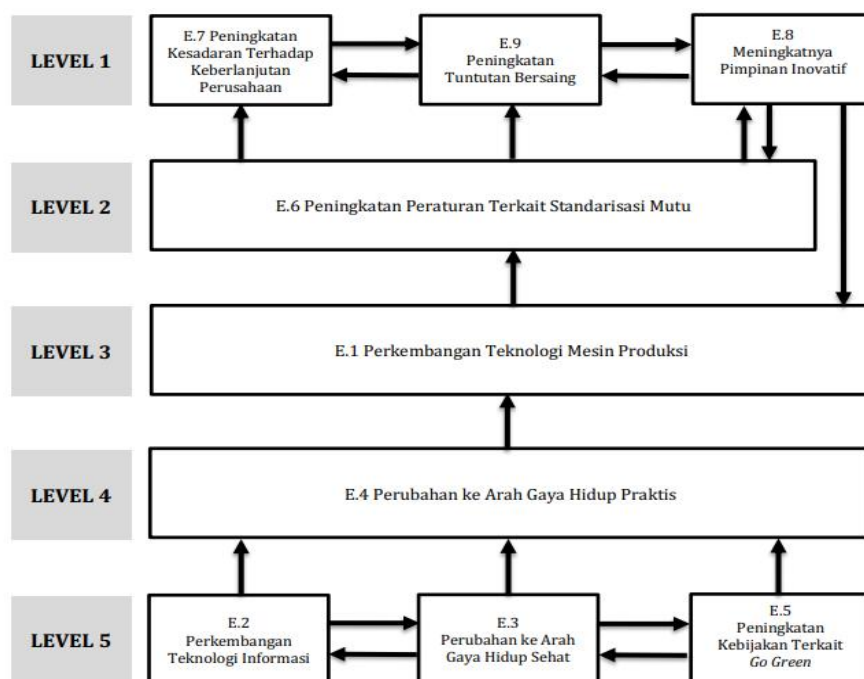 LEVEL 1
E.7 Peningkatan
Kesadaran Terhadap
Keberlanjutan
Perusahaan
E.9
Peningkatan
Tuntutan Bersaing
E.8
Meningkatnya
Pimpinan Inovatif
LEVEL 2
E.6 Peningkatan Peraturan Terkait Standarisasi Mutu
LEVEL 3
E.1 Perkembangan Teknologi Mesin Produksi
LEVEL 4
E.4 Perubahan ke Arah Gaya Hidup Praktis
LEVEL 5
E.2
Perkembangan
Teknologi Informasi
E.3
Perubahan ke Arah
Gaya Hidup Sehat
E.5
Peningkatan
Kebijakan Terkait
Go Green